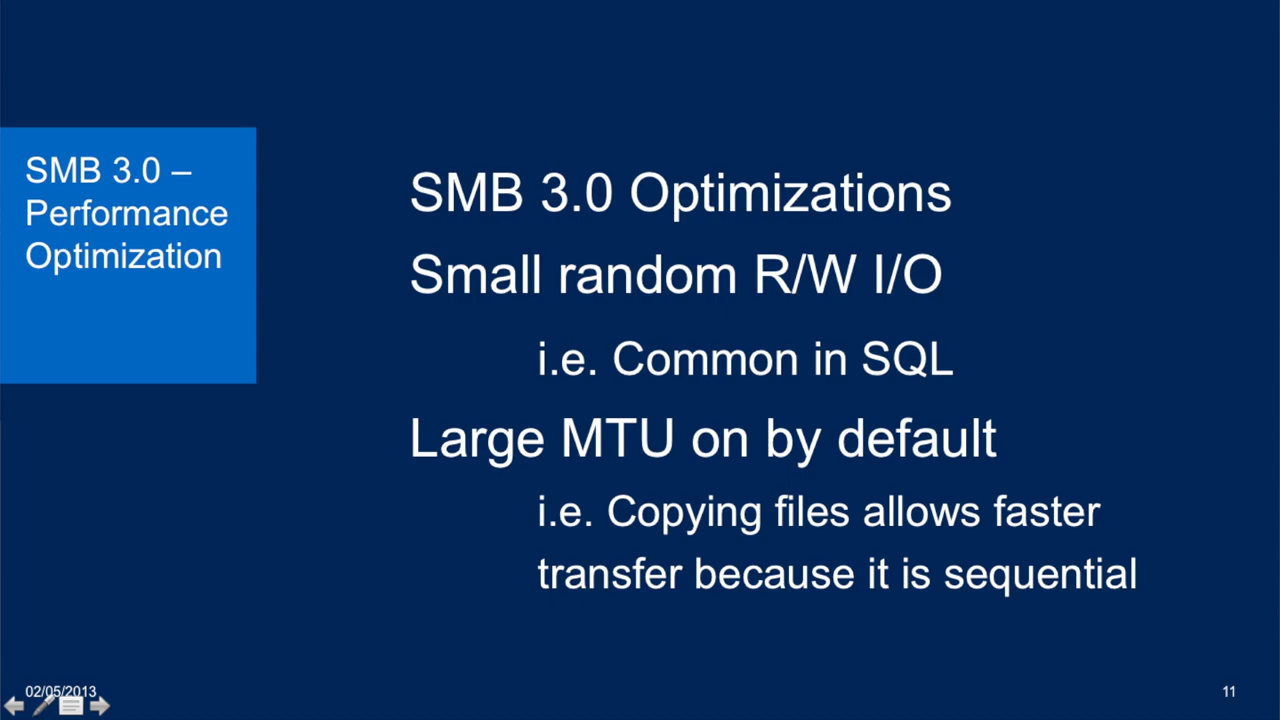 SMB 3.0 –
Performance
Optimization
SMB 3.0 Optimizations
Small random R/W I/O
i.e. Common in SQL
Large MTU on by default
i.e. Copying files allows faster
transfer because it is sequential
02/05/2013
11